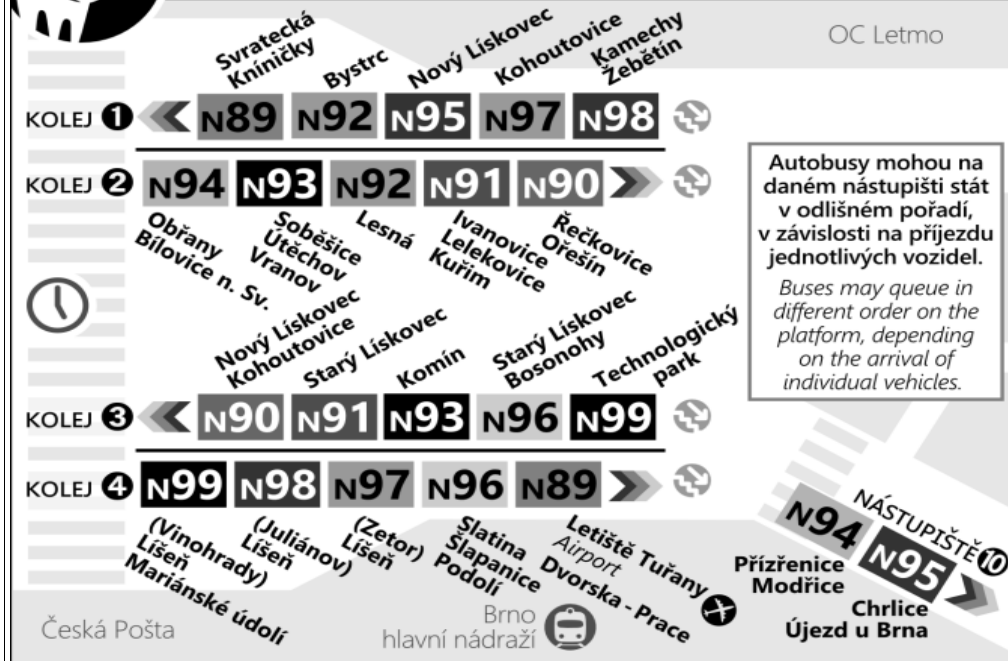 OC Letmo
Svratecká
Kníničky
Bystrc
Nový Lískovec
Kohoutovice
Kamechy
Žebětín
KOLEJ 1 N89 N92 N95 N97 N98
KOLEJ 2 N94 N93 N92 N91 N90
Obřany
Bílovice n. Sv.
Soběšice
Útěchov
Vranov
Lesná
Ivanovice
Lelekovice
Kuřim
Řečkovice
Ořešín
Autobusy mohou na
daném nástupišti stát
v odlišném pořadí,
v závislosti na příjezdu
jednotlivých vozidel.
Buses may queue in
different order on the
platform, depending
on the arrival of
individual vehicles.
Nový Lískovec
Kohoutovice
Starý Lískovec
Komín
Starý Lískovec
Bosonohy
Technologický
park
KOLEJ 3 N90 N91 N93 N96 N99
KOLEJ 4 N99 N98 N97 N96 N89
(Vinohrady)
Líšeň
Mariánské údolí
(Juliánov)
Líšeň
(Zetor)
Líšeň
Slatina
Šlapanice
Podolí
Letiště Tuřany
Airport
Dvorska - Prace
NÁSTUPIŠTĚ 10
N94 N95
Přízřenice
Modřice
Chrlice
Újezd u Brna
Česká Pošta
Brno
hlavní nádraží